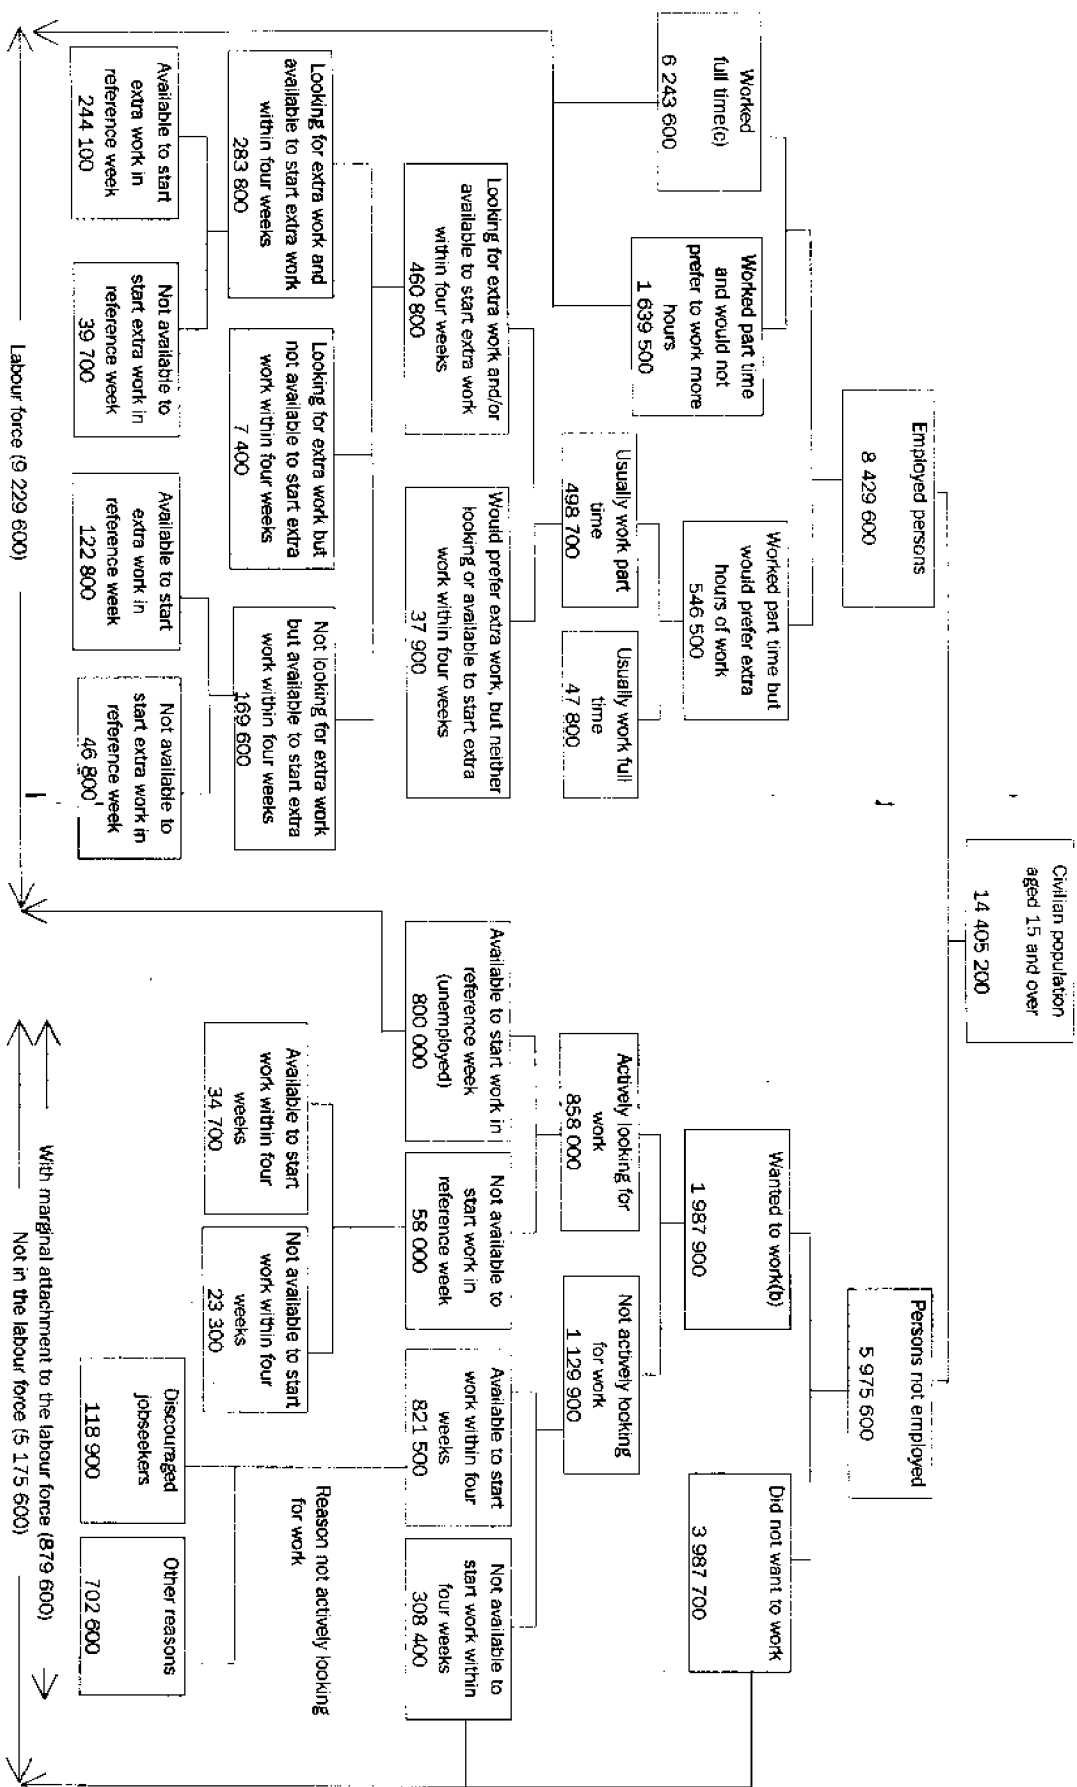 Civilian population
aged 15 and over
14 405 200
Employed persons
8 429 600
Persons not employed
5 975 600
Worked
full time(c)
6 243 600
Worked part time
and would not
prefer to work more
hours
1 639 500
Worked part time but
would prefer extra
hours of work
546 500
Wanted to work(b)
1 987 900
Did not want to work
3 987 700
Usually work part
time
498 700
Usually work full
time
47 800
Actively looking for
work
858 000
Not actively looking
for work
1 129 900
Looking for extra work and/or
available to start extra work
within four weeks
460 800
Would prefer extra work, but neither
looking or available to start extra
work within four weeks
37 900
Available to start work in
reference week
(unemployed)
800 000
Not available to
start work in
reference week
58 000
Available to start
work within four
weeks
821 500
Not available to
start work within
four weeks
308 400
Looking for extra work and
available to start extra work
within four weeks
283 800
Looking for extra work but
not available to start extra
work within four weeks
7 400
Not looking for extra work
but available to start extra
work within four weeks
169 600
Available to start
work within four
weeks
34 700
Not available to start
work within four
weeks
23 300
Reason not actively looking
for work
Available to start
extra work in
reference week
244 100
Not available to
start extra work in
reference week
39 700
Available to start
extra work in
reference week
122 800
Not available to
start extra work in
reference week
46 800
Discouraged
jobseekers
118 900
Other reasons
702 600
With marginal attachment to the labour force (879 600)
Labour force (9 229 600)
Not in the labour force (5 175 600)